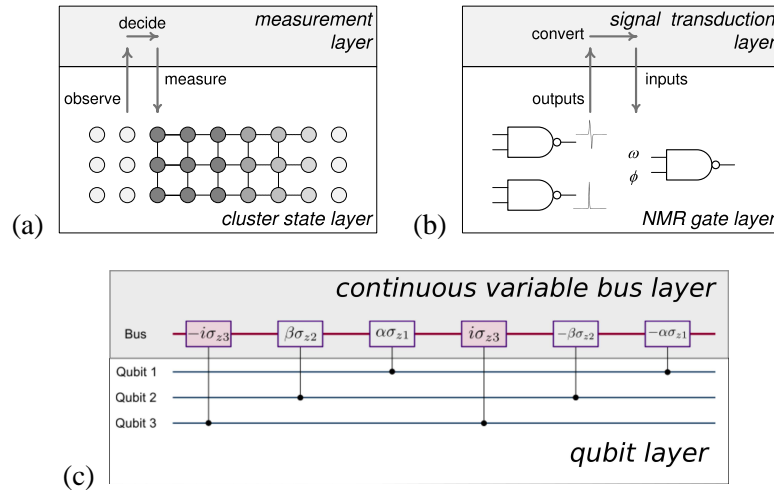 measurement
layer
decide
observe
measure
cluster state layer
(a)
signal transduction
layer
convert
outputs
inputs
ω
ϕ
NMR gate layer
(b)
continuous variable bus layer
Bus
−iσz3
βσz2
ασz1
iσz3
−βσz2
−ασz1
Qubit 1
Qubit 2
Qubit 3
qubit layer
(c)